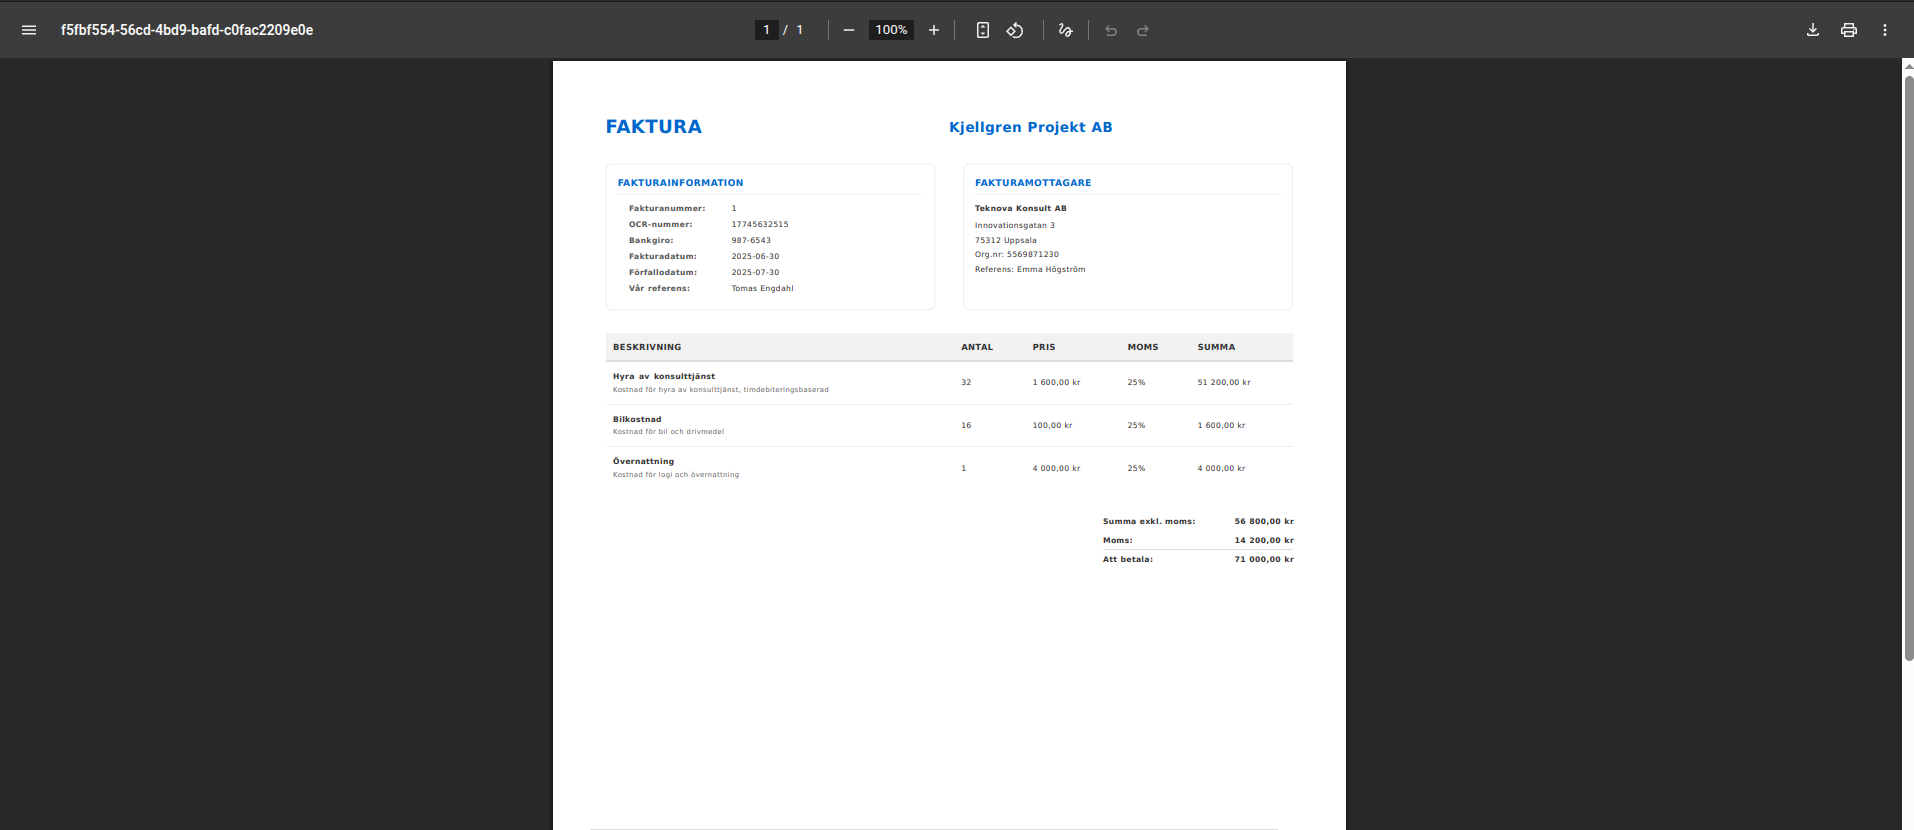 f5fbf554-56cd-4bd9-bafd-c0fac2209e0e
1 / 1
100%
FAKTURA
Kjellgren Projekt AB
FAKTURAINFORMATION
Fakturanummer: 1
OCR-nummer: 17745632515
Bankgiro: 987-6543
Fakturadatum: 2025-06-30
Förfallodatum: 2025-07-30
Vår referens: Tomas Engdahl
FAKTURAMOTTAGARE
Teknova Konsult AB
Innovationsgatan 3
75312 Uppsala
Org.nr: 5569871230
Referens: Emma Högström
BESKRIVNING ANTAL PRIS MOMS SUMMA
Hyra av konsulttjänst
Kostnad för hyra av konsulttjänst, timdebiteringsbaserad
32 1 600,00 kr 25% 51 200,00 kr
Bilkostnad
Kostnad för bil och drivmedel
16 100,00 kr 25% 1 600,00 kr
Övernattning
Kostnad för logi och övernattning
1 4 000,00 kr 25% 4 000,00 kr
Summa exkl. moms: 56 800,00 kr
Moms: 14 200,00 kr
Att betala: 71 000,00 kr